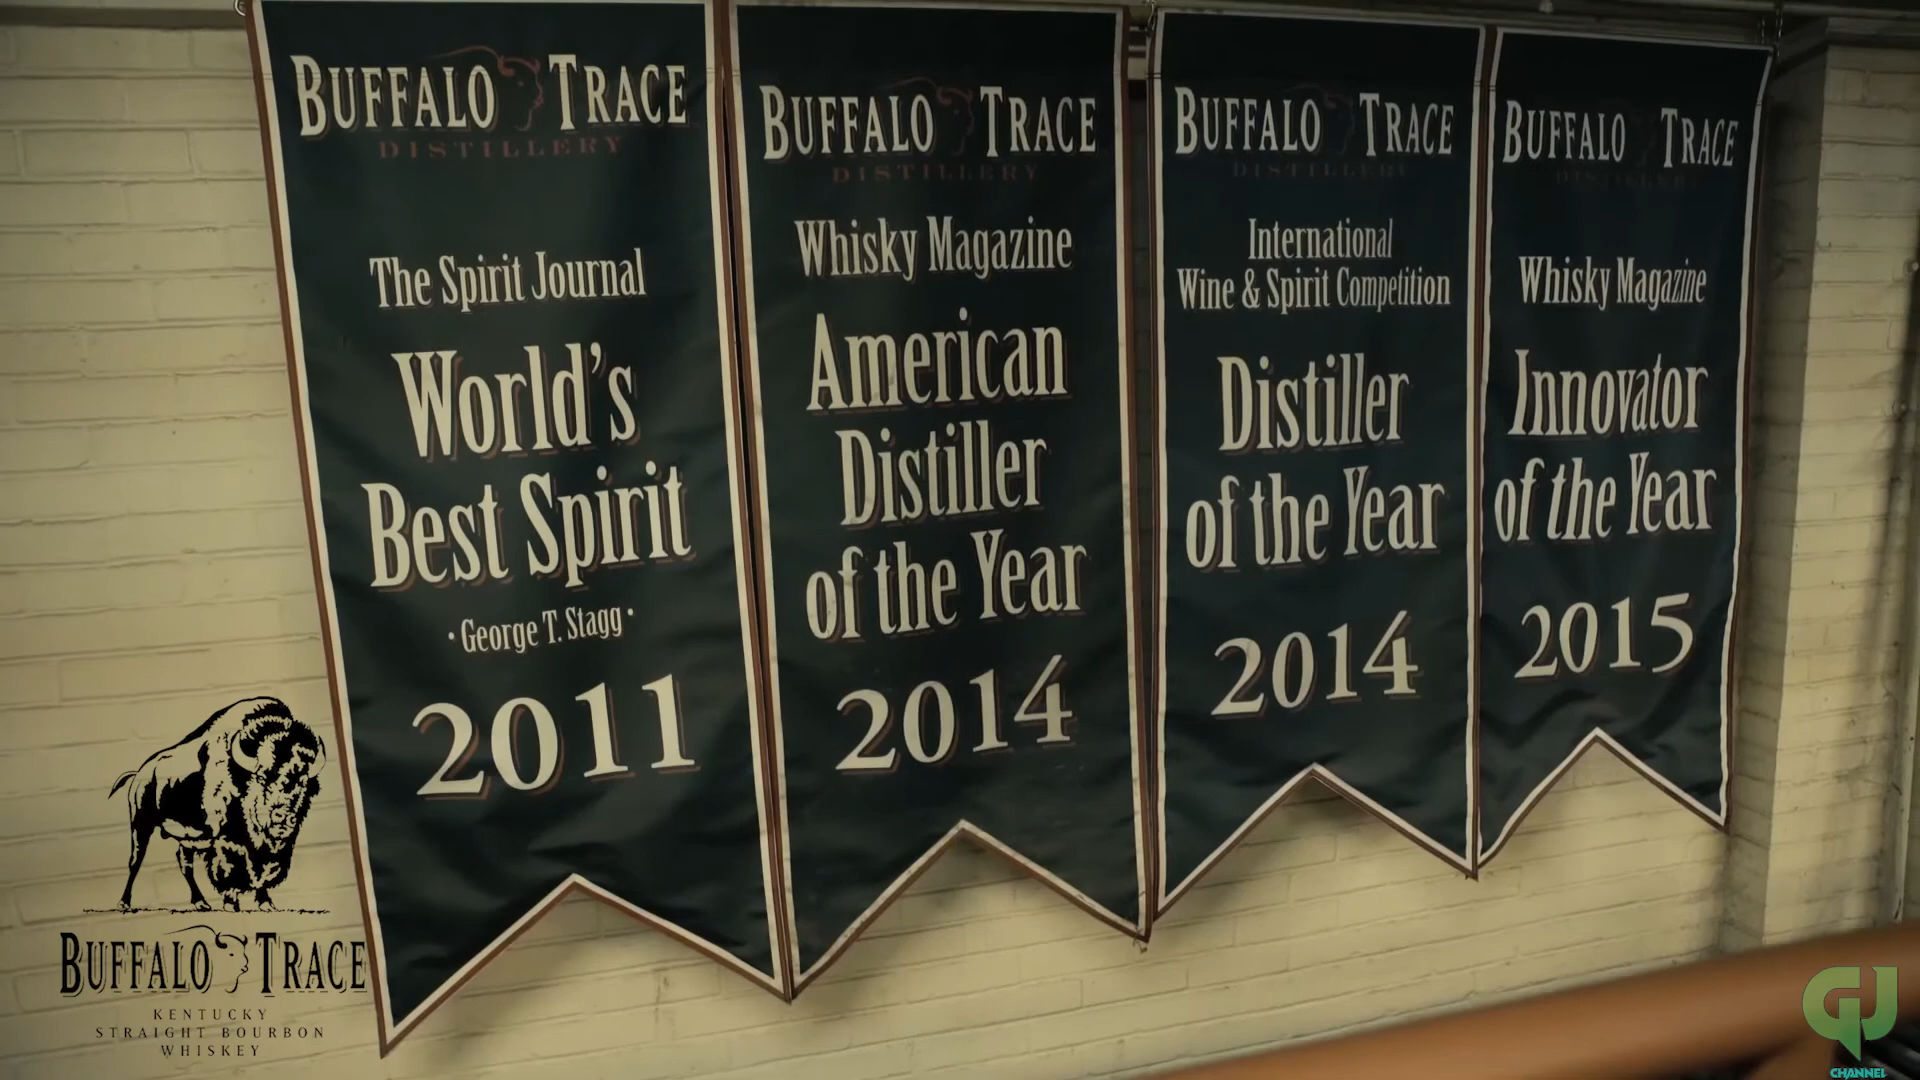 BUFFALO TRACE
DISTILLERY
The Spirit Journal
World's
Best Spirit
• George T. Stagg •
2011
BUFFALO TRACE
DISTILLERY
Whisky Magazine
American
Distiller
of the Year
2014
BUFFALO TRACE
DISTILLERY
International
Wine & Spirit Competition
Distiller
of the Year
2014
BUFFALO TRACE
DISTILLERY
Whisky Magazine
Innovator
of the Year
2015
BUFFALO TRACE
KENTUCKY
STRAIGHT BOURBON
WHISKEY
GJ
CHANNEL